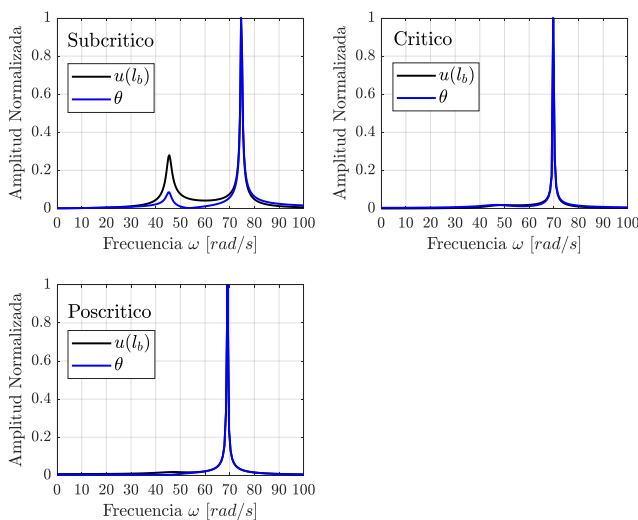 Subcritico
u(l_b)
θ
Amplitud Normalizada
1
0.8
0.6
0.4
0.2
0
0 10 20 30 40 50 60 70 80 90 100
Frecuencia ω [rad/s]
Critico
u(l_b)
θ
Amplitud Normalizada
1
0.8
0.6
0.4
0.2
0
0 10 20 30 40 50 60 70 80 90 100
Frecuencia ω [rad/s]
Poscritico
u(l_b)
θ
Amplitud Normalizada
1
0.8
0.6
0.4
0.2
0
0 10 20 30 40 50 60 70 80 90 100
Frecuencia ω [rad/s]